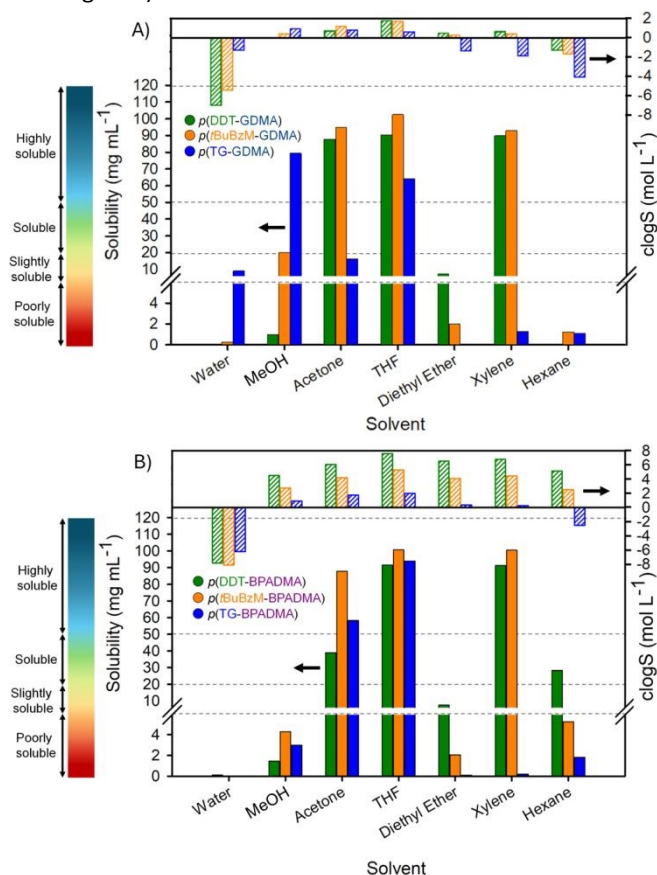 A)
2
0
-2
-4
-6
-8
clogS (mol L⁻¹)
120
100
90
80
70
60
50
40
30
20
10
4
2
0
Solubility (mg mL⁻¹)
Highly
soluble
Soluble
Slightly
soluble
Poorly
soluble
p(DDT-GDMA)
p(tBuBzM-GDMA)
p(TG-GDMA)
Water
MeOH
Acetone
THF
Diethyl Ether
Xylene
Hexane
Solvent
B)
8
6
4
2
0
-2
-4
-6
-8
clogS (mol L⁻¹)
120
100
90
80
70
60
50
40
30
20
10
4
2
0
Solubility (mg mL⁻¹)
Highly
soluble
Soluble
Slightly
soluble
Poorly
soluble
p(DDT-BPADMA)
p(tBuBzM-BPADMA)
p(TG-BPADMA)
Water
MeOH
Acetone
THF
Diethyl Ether
Xylene
Hexane
Solvent